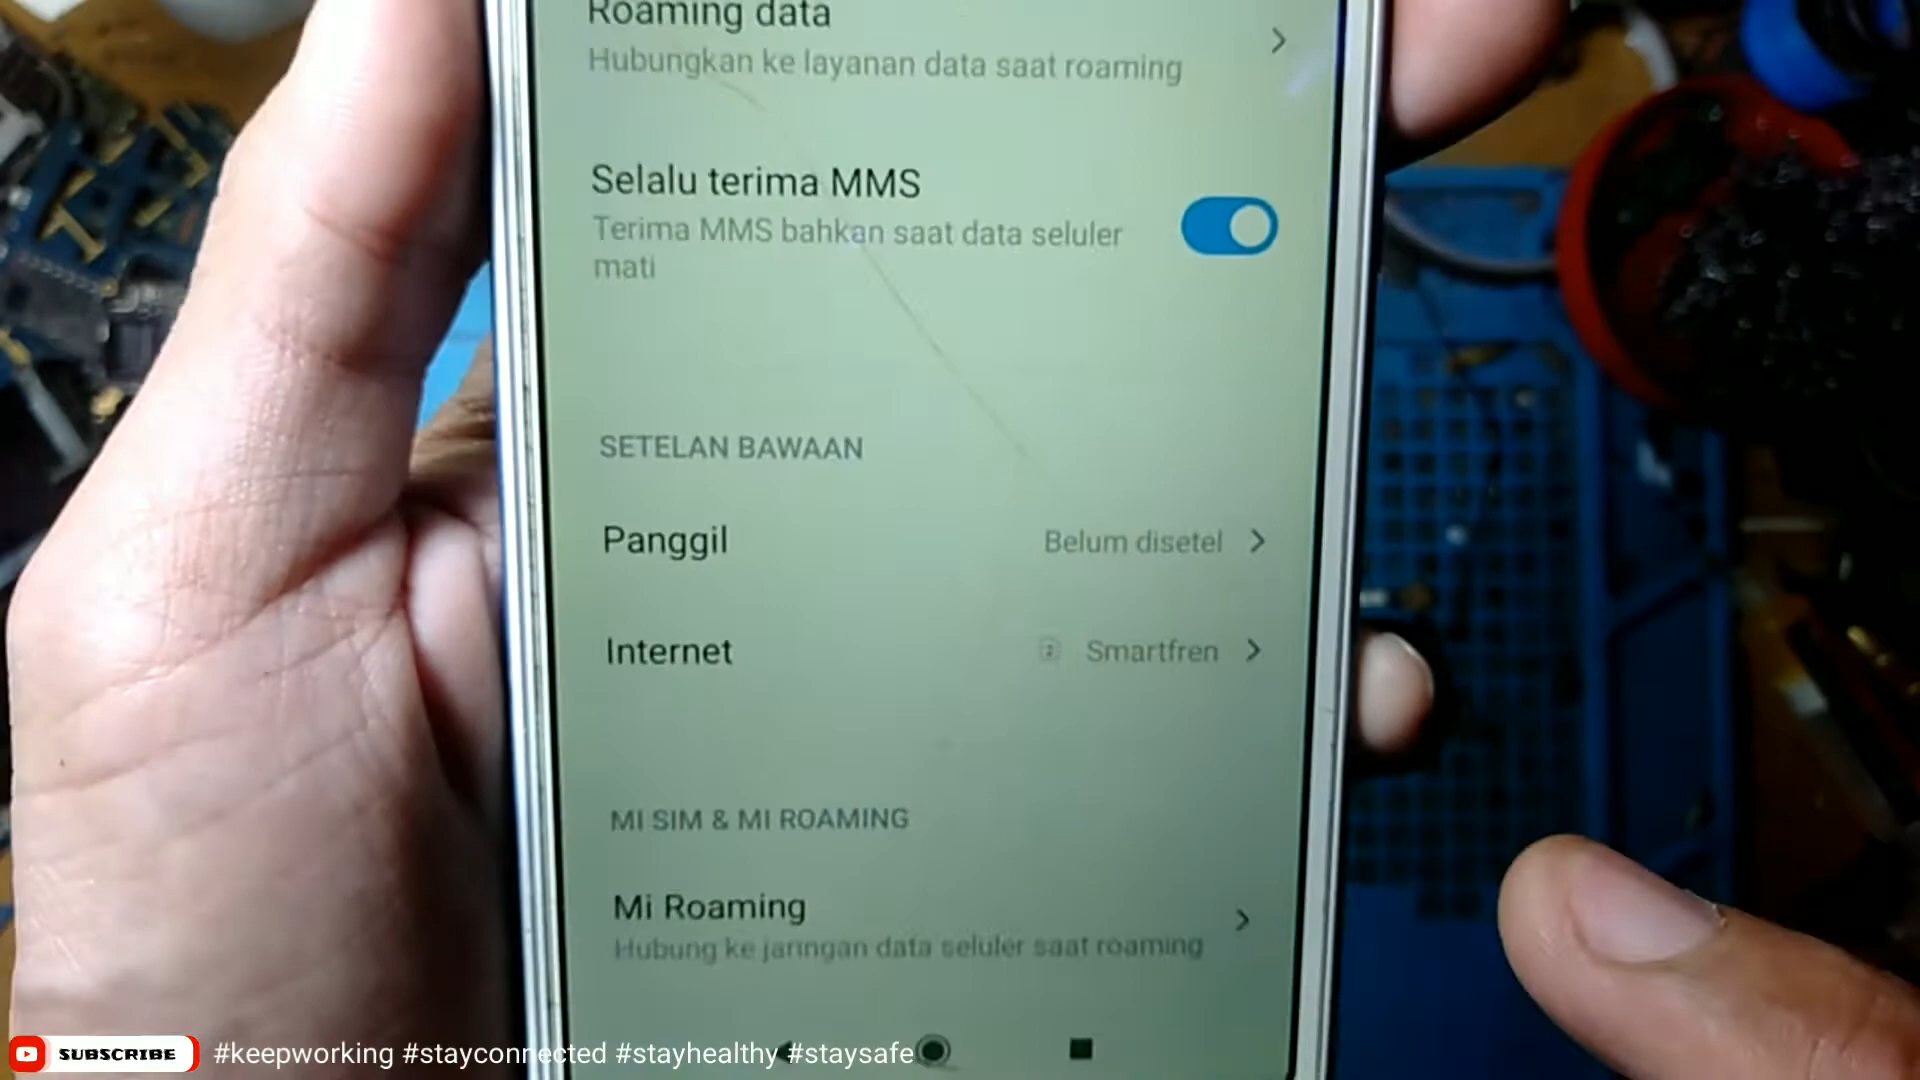 Roaming data
Hubungkan ke layanan data saat roaming
Selalu terima MMS
Terima MMS bahkan saat data seluler
mati
SETELAN BAWAAN
Panggil
Belum disetel
Internet
2 Smartfren
MI SIM & MI ROAMING
Mi Roaming
Hubung ke jaringan data seluler saat roaming
SUBSCRIBE
#keepworking #stayconnected #stayhealthy #staysafe